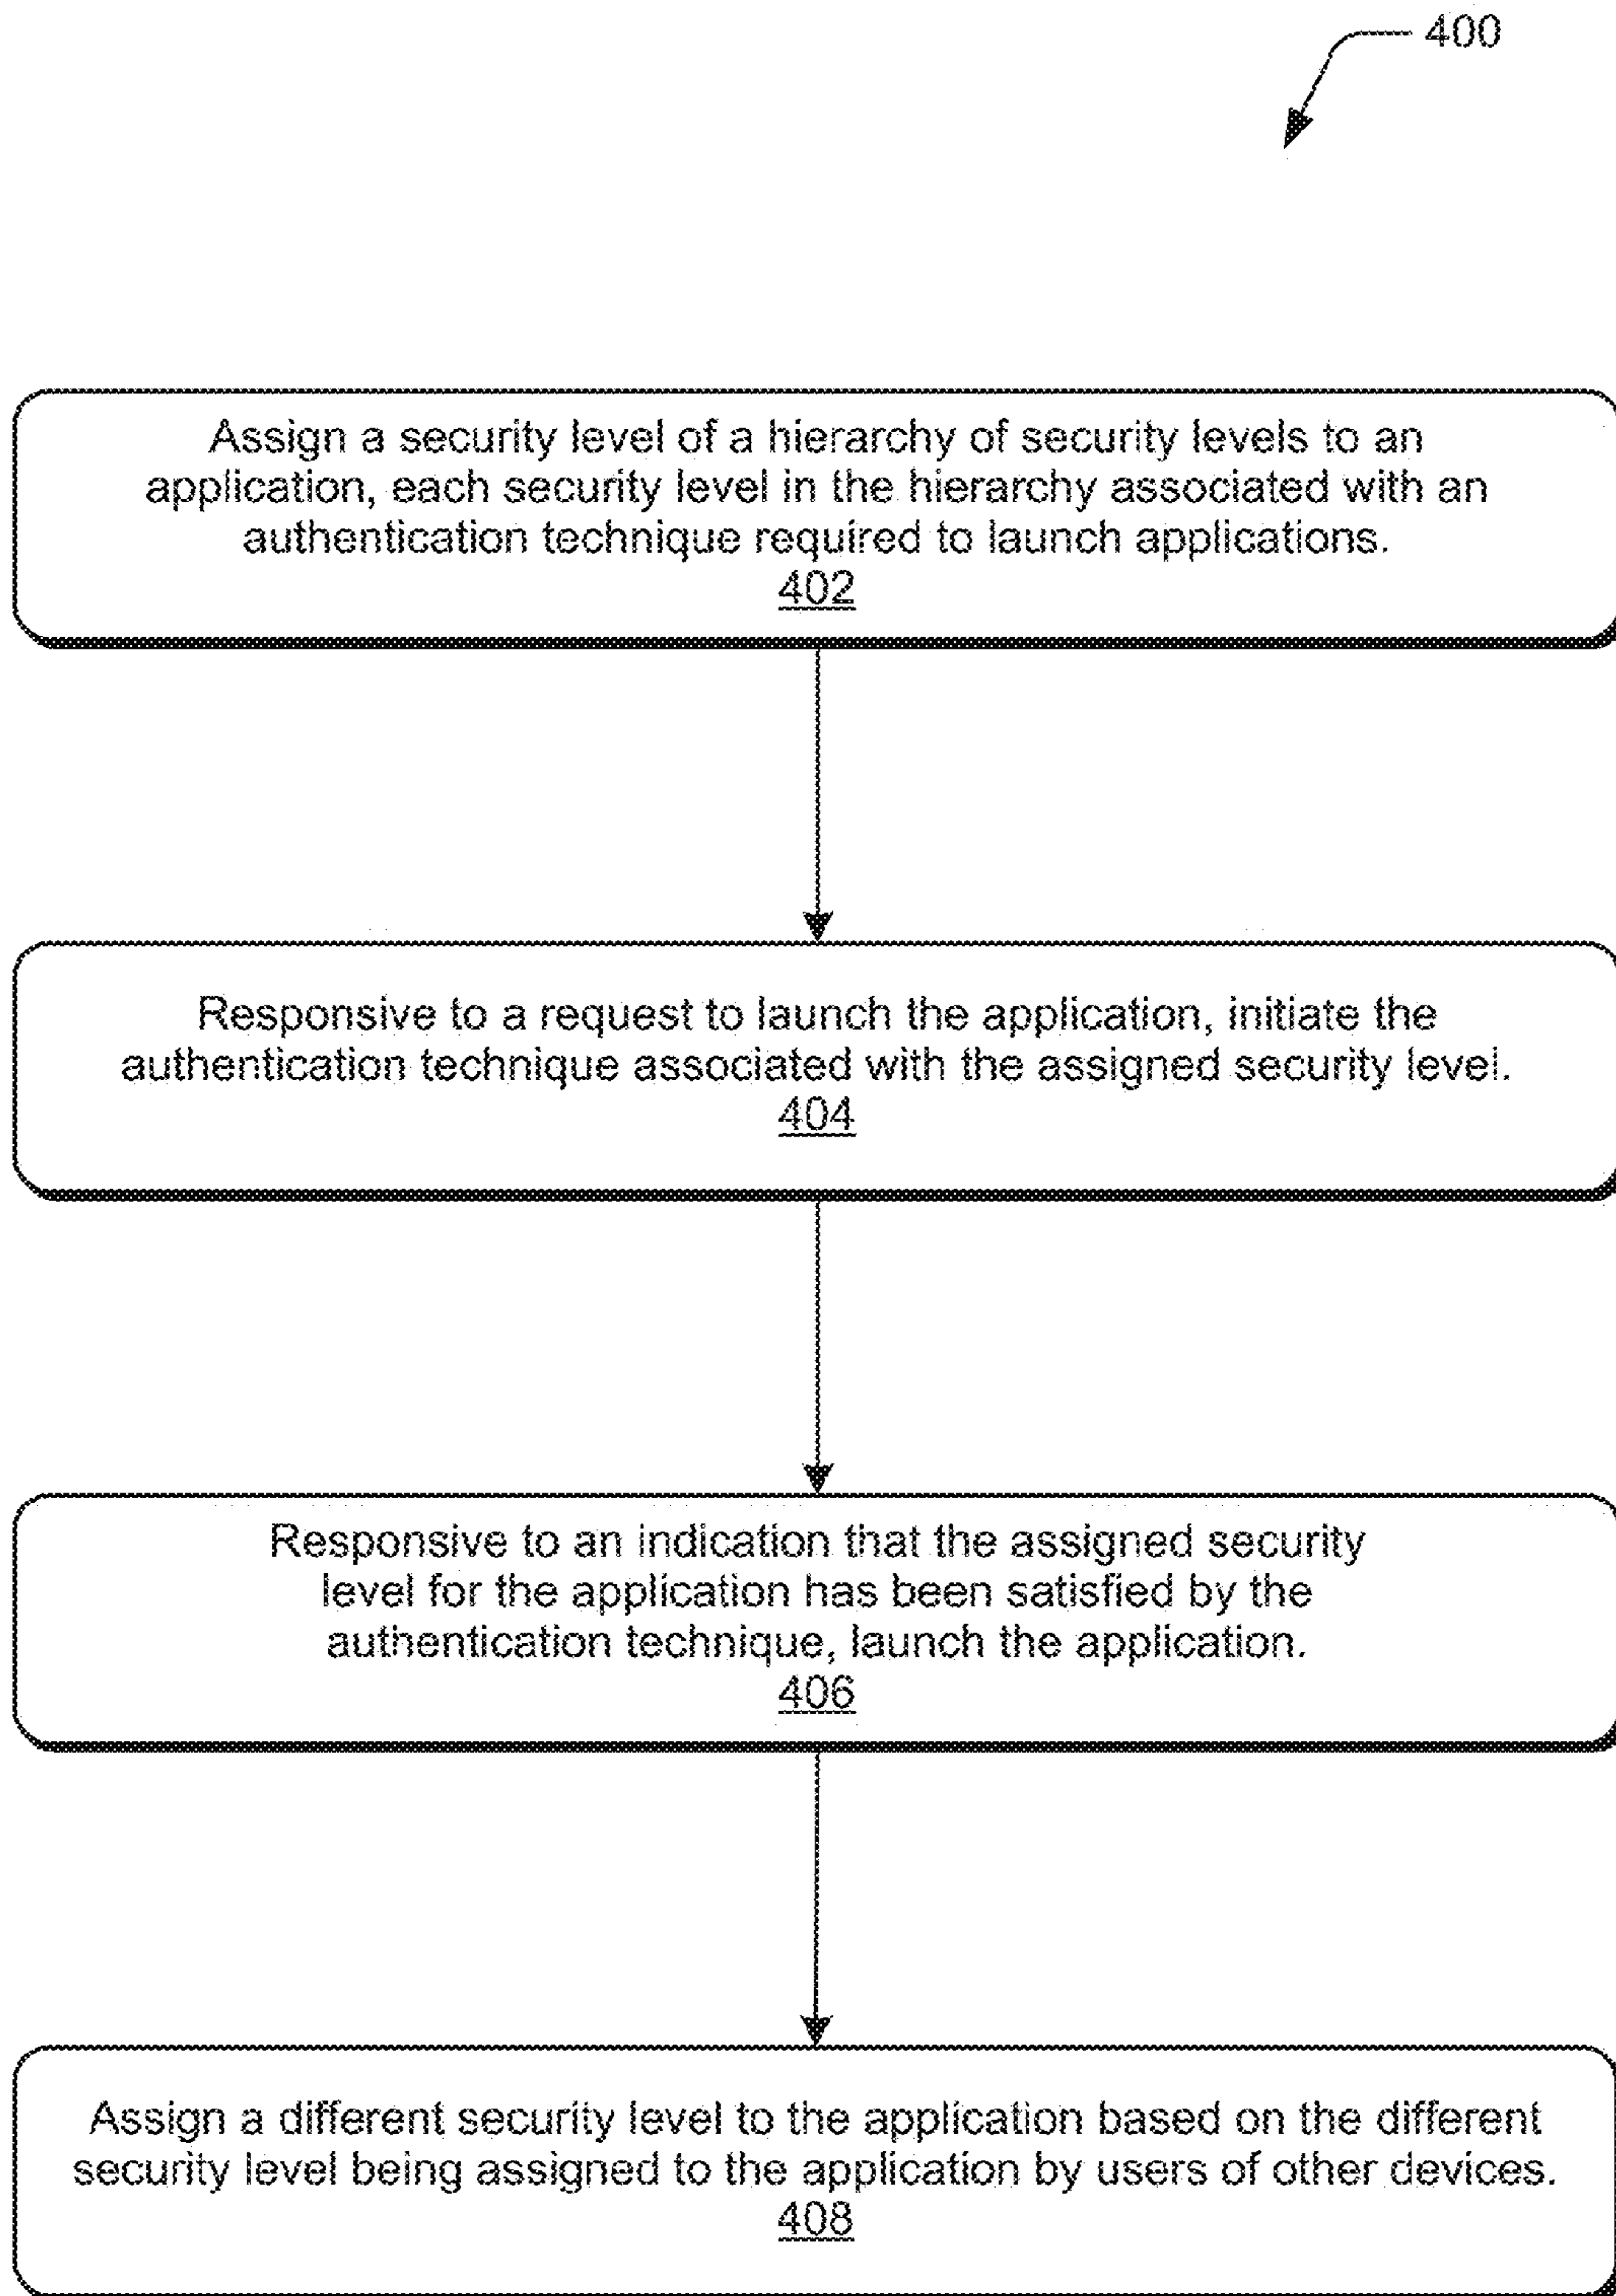 400
Assign a security level of a hierarchy of security levels to an
application, each security level in the hierarchy associated with an
authentication technique required to launch applications.
402
Responsive to a request to launch the application, initiate the
authentication technique associated with the assigned security level.
404
Responsive to an indication that the assigned security
level for the application has been satisfied by the
authentication technique, launch the application.
406
Assign a different security level to the application based on the different
security level being assigned to the application by users of other devices.
408